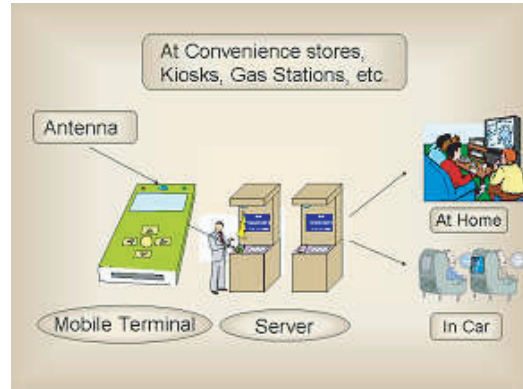 At Convenience stores,
Kiosks, Gas Stations, etc.
Antenna
At Home
Mobile Terminal
Server
In Car